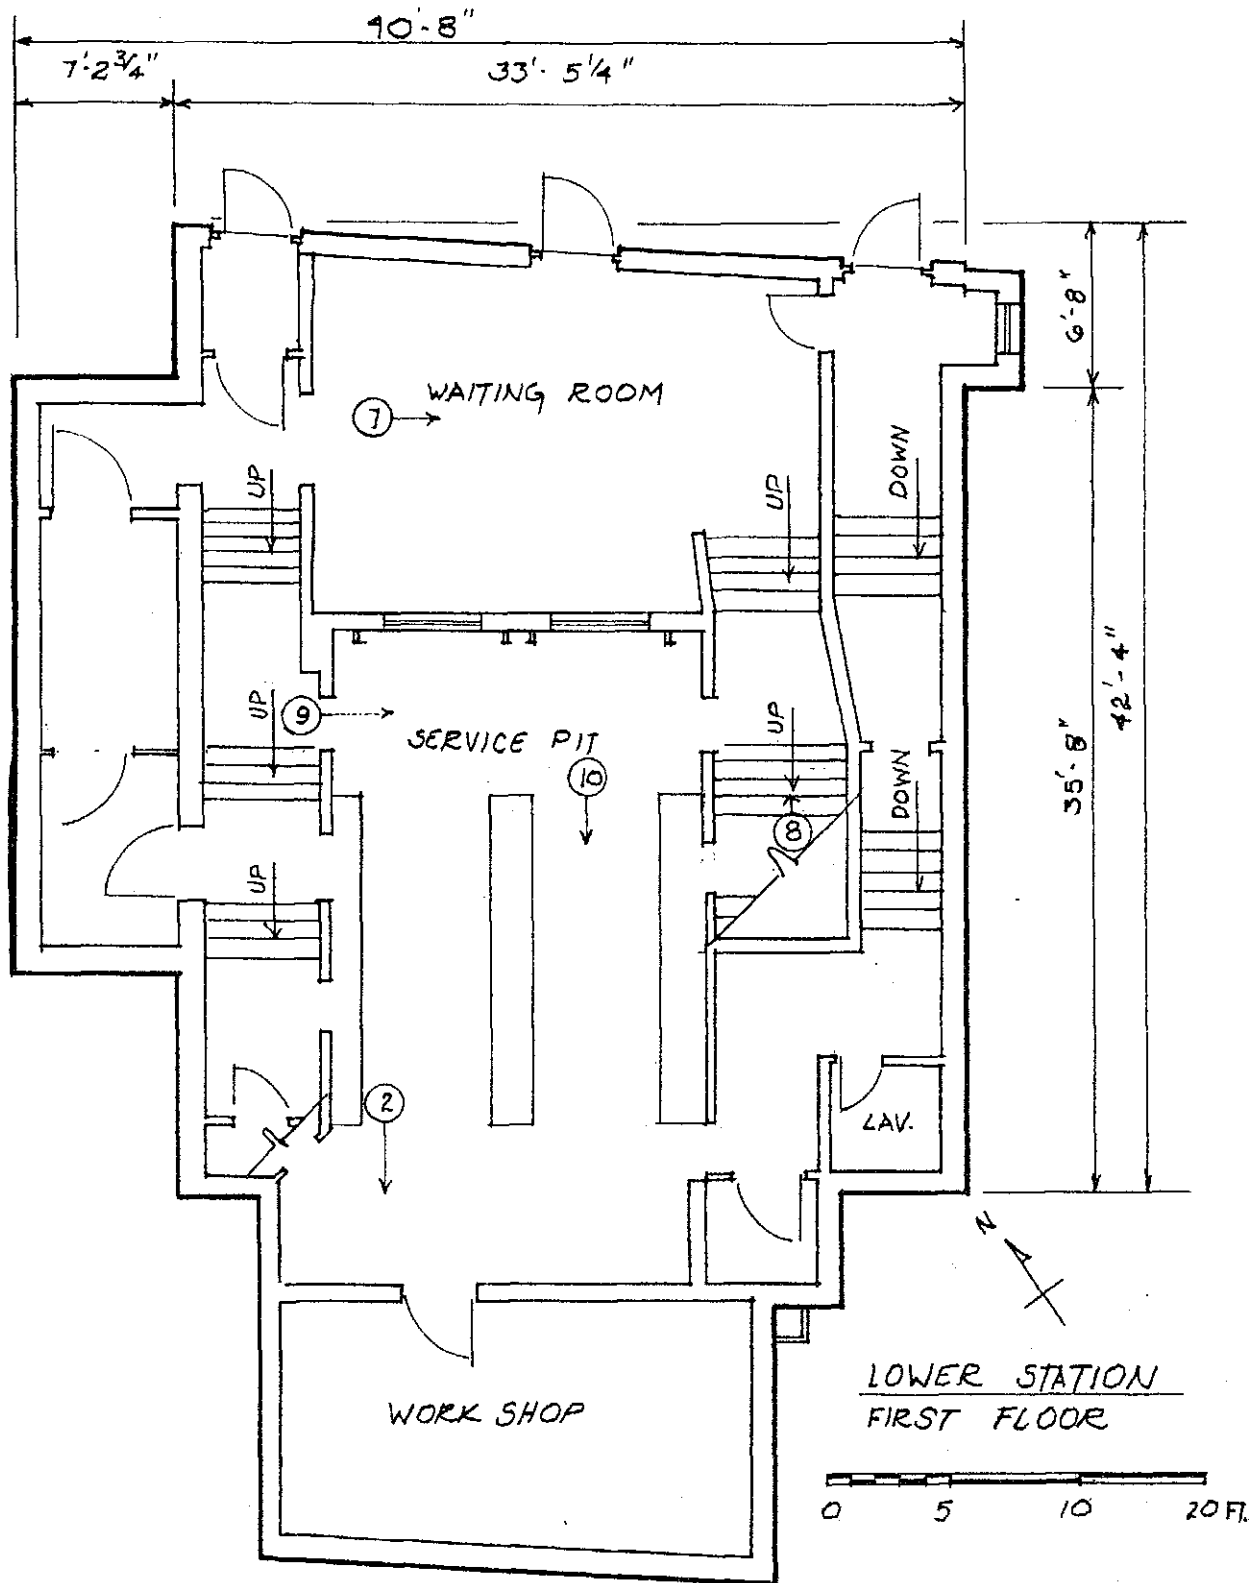 40'-8"
7'-2 3/4"
33'-5 1/4"
WAITING ROOM
7
6'-8"
UP
UP
DOWN
42'-4"
UP
9
SERVICE PIT
UP
10
35'-8"
DOWN
8
UP
2
LAV.
N
LOWER STATION
FIRST FLOOR
WORK SHOP
0 5 10 20 FT.